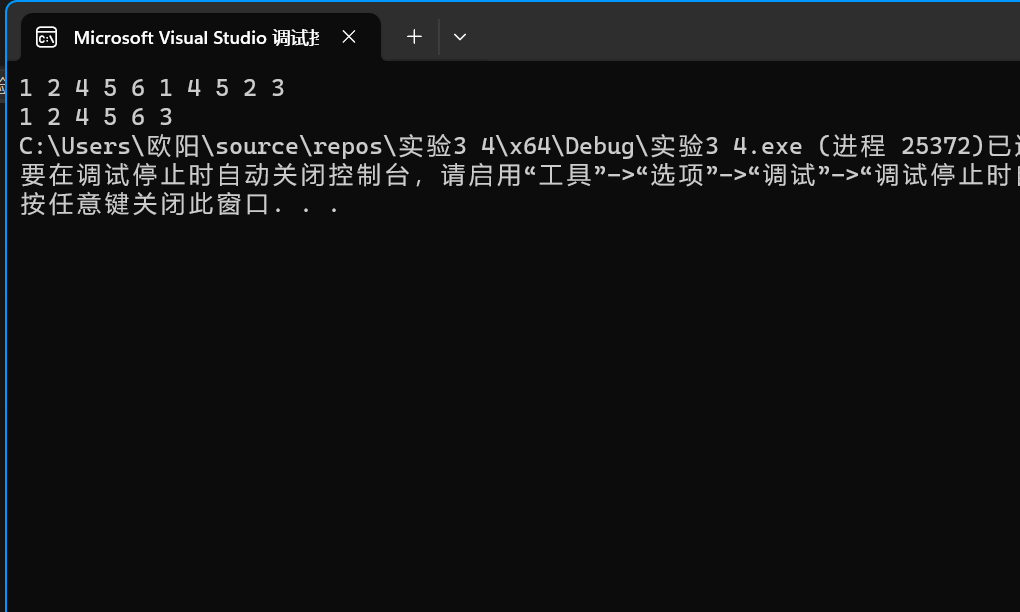 Microsoft Visual Studio 调试
1 2 4 5 6 1 4 5 2 3
1 2 4 5 6 3
C:\Users\欧阳\source\repos\实验3 4\x64\Debug\实验3 4.exe (进程 25372)已
要在调试停止时自动关闭控制台，请启用“工具”->“选项”->“调试”->“调试停止时
按任意键关闭此窗口. . .